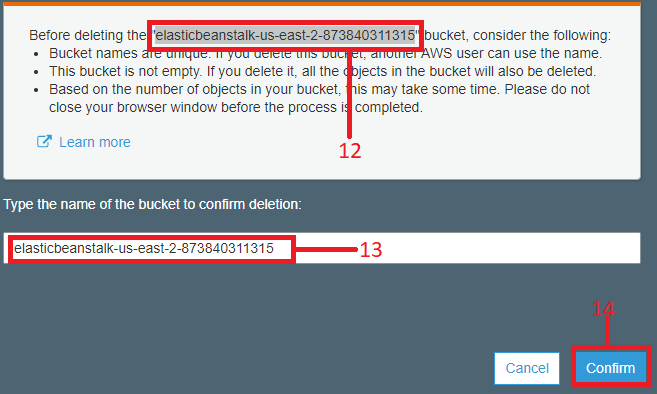 Before deleting the "elasticbeanstalk-us-east-2-873840311315" bucket, consider the following:
• Bucket names are unique. If you delete this bucket, another AWS user can use the name.
• This bucket is not empty. If you delete it, all the objects in the bucket will also be deleted.
• Based on the number of objects in your bucket, this may take some time. Please do not
close your browser window before the process is completed.
Learn more
12
Type the name of the bucket to confirm deletion:
elasticbeanstalk-us-east-2-873840311315
13
14
Cancel
Confirm